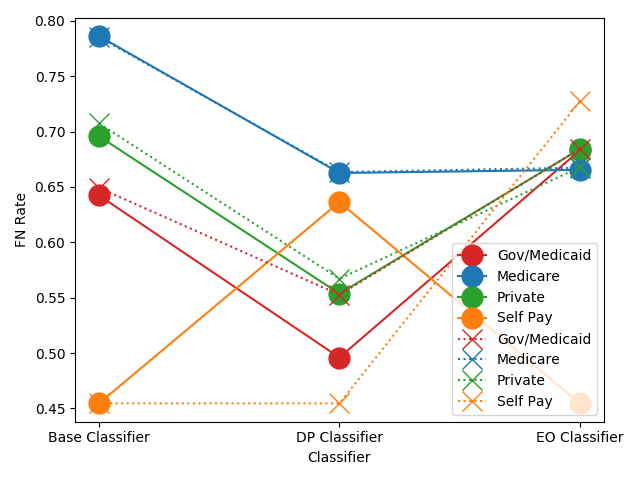 0.80
0.75
0.70
0.65
0.60
0.55
0.50
0.45
FN Rate
Gov/Medicaid
Medicare
Private
Self Pay
Gov/Medicaid
Medicare
Private
Self Pay
Base Classifier
DP Classifier
EO Classifier
Classifier